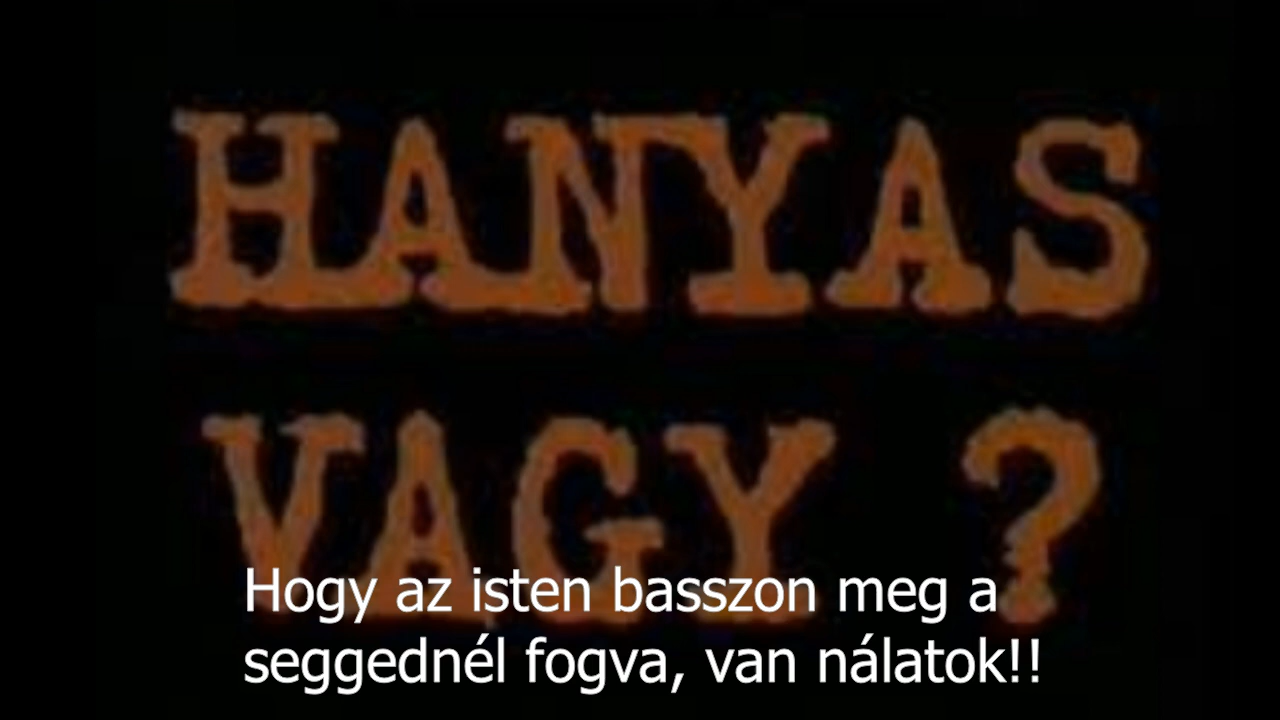 HANYAS
VAGY ?
Hogy az isten basszon meg a
seggednél fogva, van nálatok!!